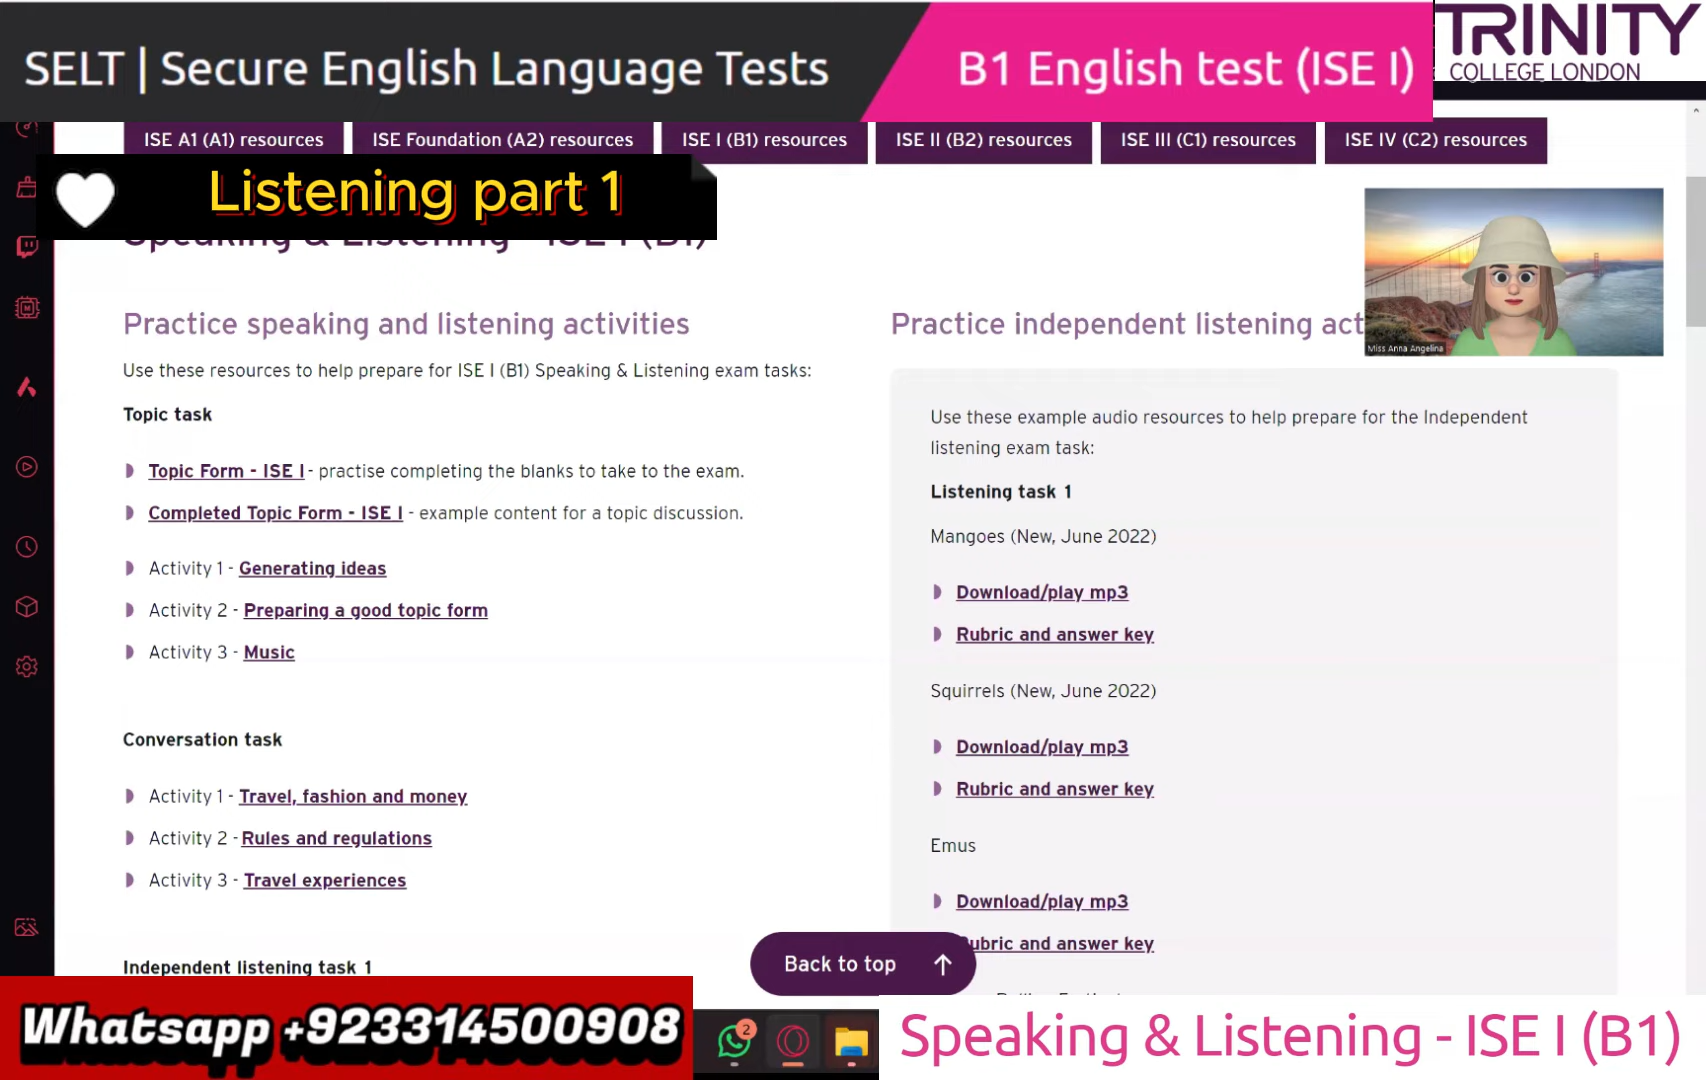 SELT | Secure English Language Tests
B1 English test (ISE I)
TRINITY
COLLEGE LONDON
ISE A1 (A1) resources
ISE Foundation (A2) resources
ISE I (B1) resources
ISE II (B2) resources
ISE III (C1) resources
ISE IV (C2) resources
Listening part 1
Speaking & Listening - ISE I (B1)
Miss Anna Angelina
Practice speaking and listening activities
Use these resources to help prepare for ISE I (B1) Speaking & Listening exam tasks:
Topic task
Topic Form - ISE I - practise completing the blanks to take to the exam.
Completed Topic Form - ISE I - example content for a topic discussion.
Activity 1 - Generating ideas
Activity 2 - Preparing a good topic form
Activity 3 - Music
Conversation task
Activity 1 - Travel, fashion and money
Activity 2 - Rules and regulations
Activity 3 - Travel experiences
Independent listening task 1
Practice independent listening act
Use these example audio resources to help prepare for the Independent
listening exam task:
Listening task 1
Mangoes (New, June 2022)
Download/play mp3
Rubric and answer key
Squirrels (New, June 2022)
Download/play mp3
Rubric and answer key
Emus
Download/play mp3
ubric and answer key
Back to top
Whatsapp +923314500908
2
Speaking & Listening - ISE I (B1)